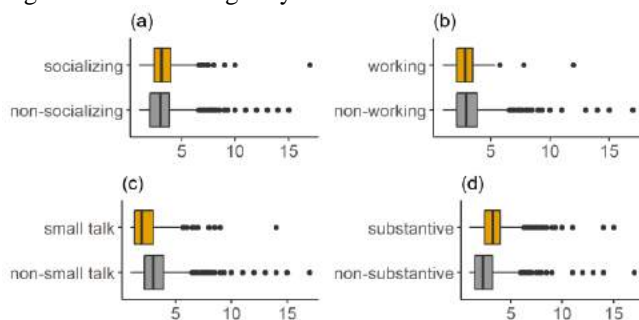 (a)
socializing
non-socializing
5 10 15
(b)
working
non-working
5 10 15
(c)
small talk
non-small talk
5 10 15
(d)
substantive
non-substantive
5 10 15